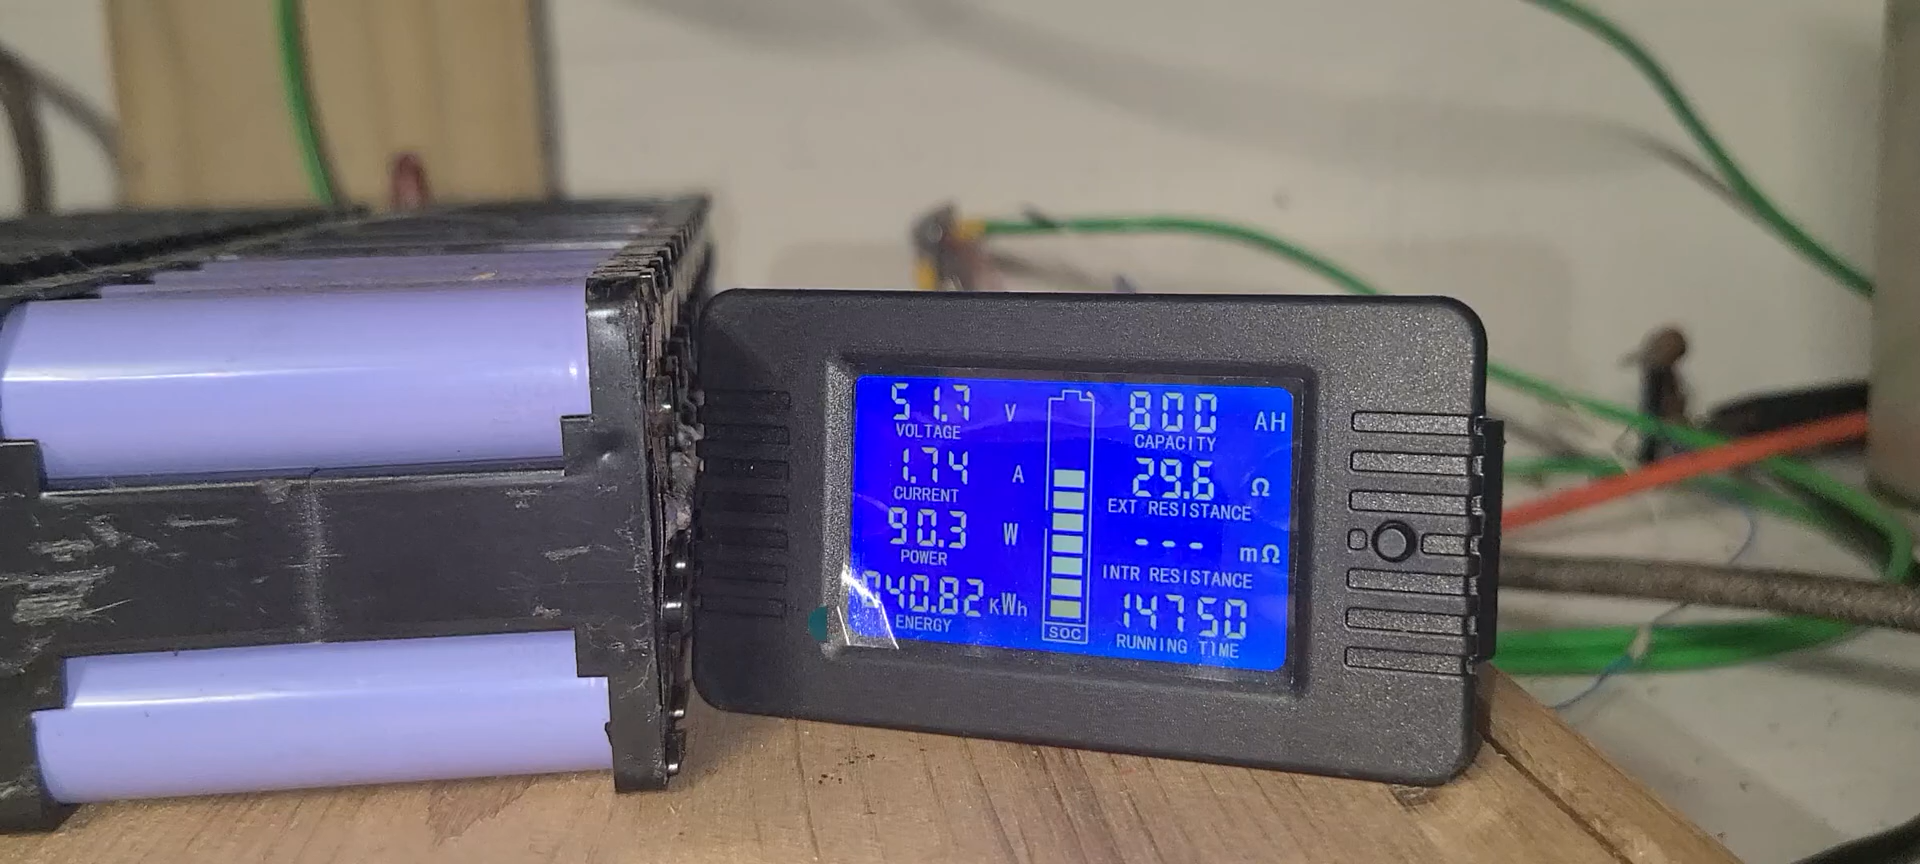 51.7 V
VOLTAGE
1.74 A
CURRENT
90.3 W
POWER
40.82 KWh
ENERGY
SOC
800 AH
CAPACITY
29.6 Ω
EXT RESISTANCE
--- mΩ
INTR RESISTANCE
14750
RUNNING TIME